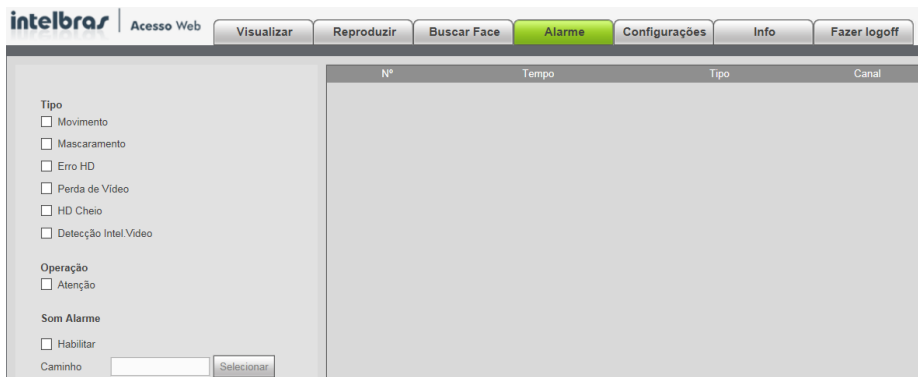 intelbras Acesso Web Visualizar Reproduzir Buscar Face Alarme Configurações Info Fazer logoff
Nº Tempo Tipo Canal
Tipo
Movimento
Mascaramento
Erro HD
Perda de Vídeo
HD Cheio
Detecção Intel.Video
Operação
Atenção
Som Alarme
Habilitar
Caminho Selecionar